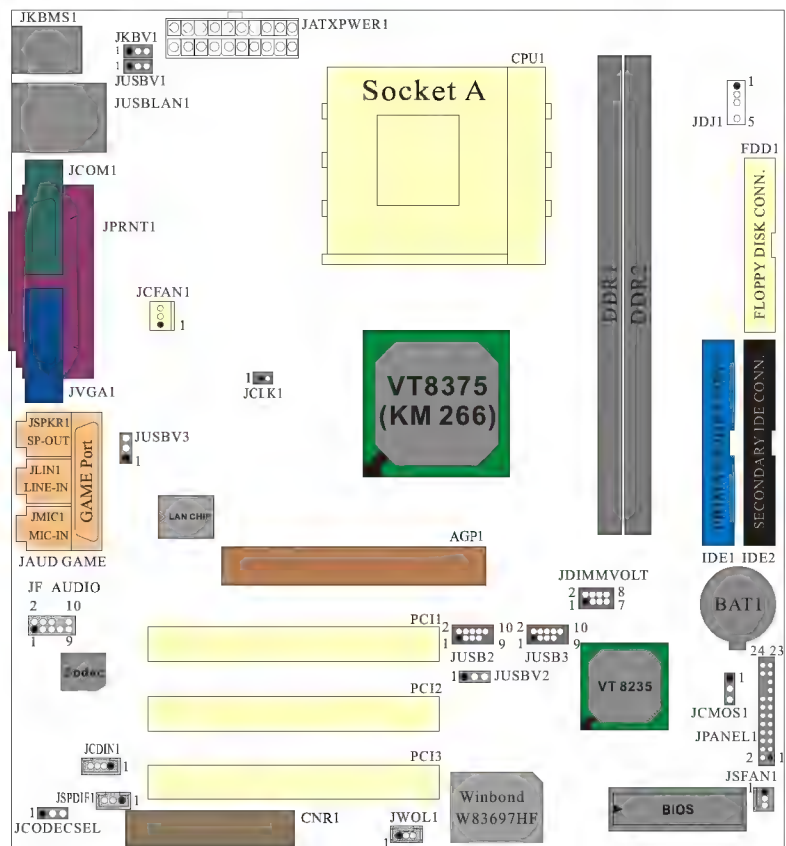 JKBMS1
JKBV1
1
1
JUSBV1
JATXPWER1
JUSBLAN1
CPU1
Socket A
1
JDJ1
5
FDD1
FLOPPY DISK CONN.
JCOM1
JPRNT1
DDR1
DDR2
JCFAN1
1
JVGA1
1
JCLK1
VT8375
(KM 266)
SECONDARY IDE CONN.
JSPKR1
SP-OUT
JLIN1
LINE-IN
JMIC1
MIC-IN
GAME Port
JUSBV3
1
LAN CHIP
JAUD GAME
AGP1
IDE1 IDE2
JF AUDIO
2 10
1 9
JDIMMVOLT
2 8
1 7
BAT1
PCI1
2 10
1 9
JUSB2
2 10
1 9
JUSB3
1
JUSBV2
VT 8235
24 23
1
JCMOS1
JPANEL1
2 1
PCI2
JCDIN1
1
PCI3
JSPDIF1
1
1
JCODECSEL
CNR1
JWOL1
1
Winbond
W83697HF
BIOS
JSFAN1
1